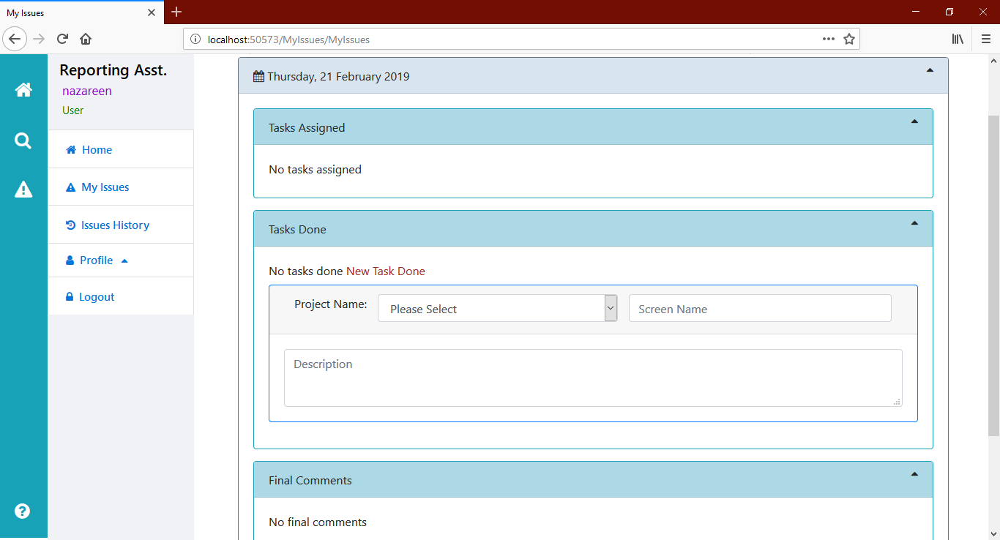 My Issues
localhost:50573/MyIssues/MyIssues
Reporting Asst.
nazareen
User
Home
My Issues
Issues History
Profile
Logout
Thursday, 21 February 2019
Tasks Assigned
No tasks assigned
Tasks Done
No tasks done New Task Done
Project Name: Please Select Screen Name
Description
Final Comments
No final comments